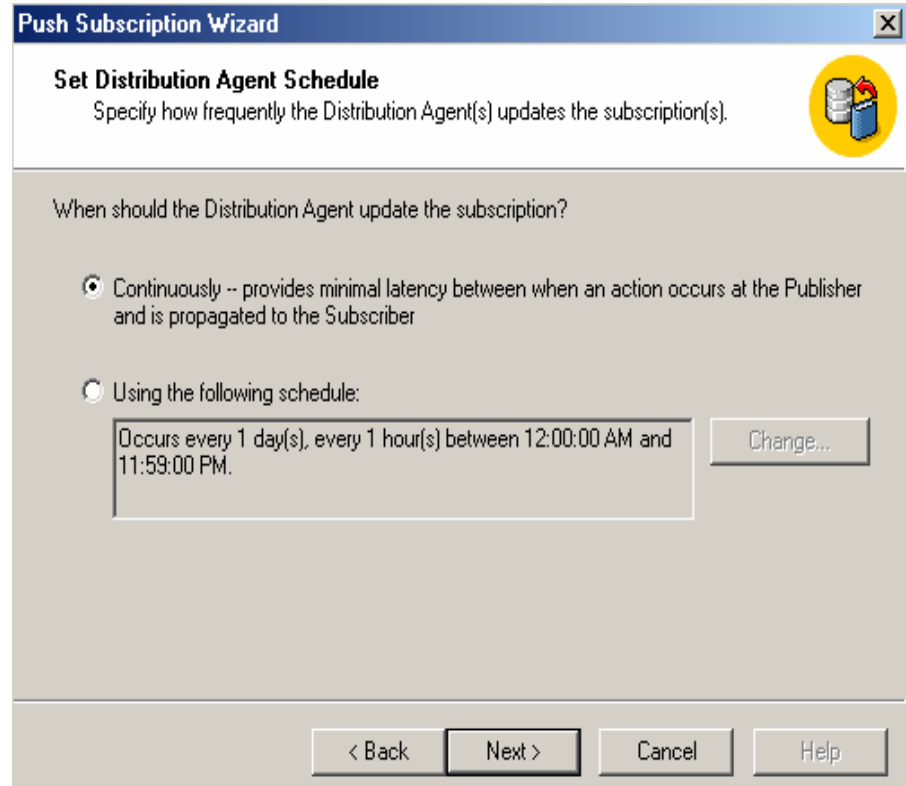 Push Subscription Wizard
Set Distribution Agent Schedule
Specify how frequently the Distribution Agent(s) updates the subscription(s).
When should the Distribution Agent update the subscription?
Continuously -- provides minimal latency between when an action occurs at the Publisher
and is propagated to the Subscriber
Using the following schedule:
Occurs every 1 day(s), every 1 hour(s) between 12:00:00 AM and
11:59:00 PM.
Change...
< Back
Next >
Cancel
Help